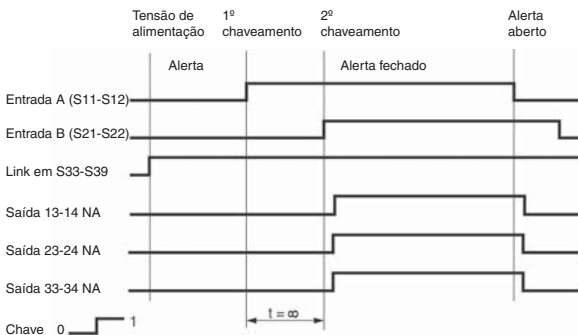 Tensão de alimentação
1º chaveamento
2º chaveamento
Alerta aberto
Alerta
Alerta fechado
Entrada A (S11-S12)
Entrada B (S21-S22)
Link em S33-S39
Saída 13-14 NA
Saída 23-24 NA
Saída 33-34 NA
t = ∞
Chave 0 1